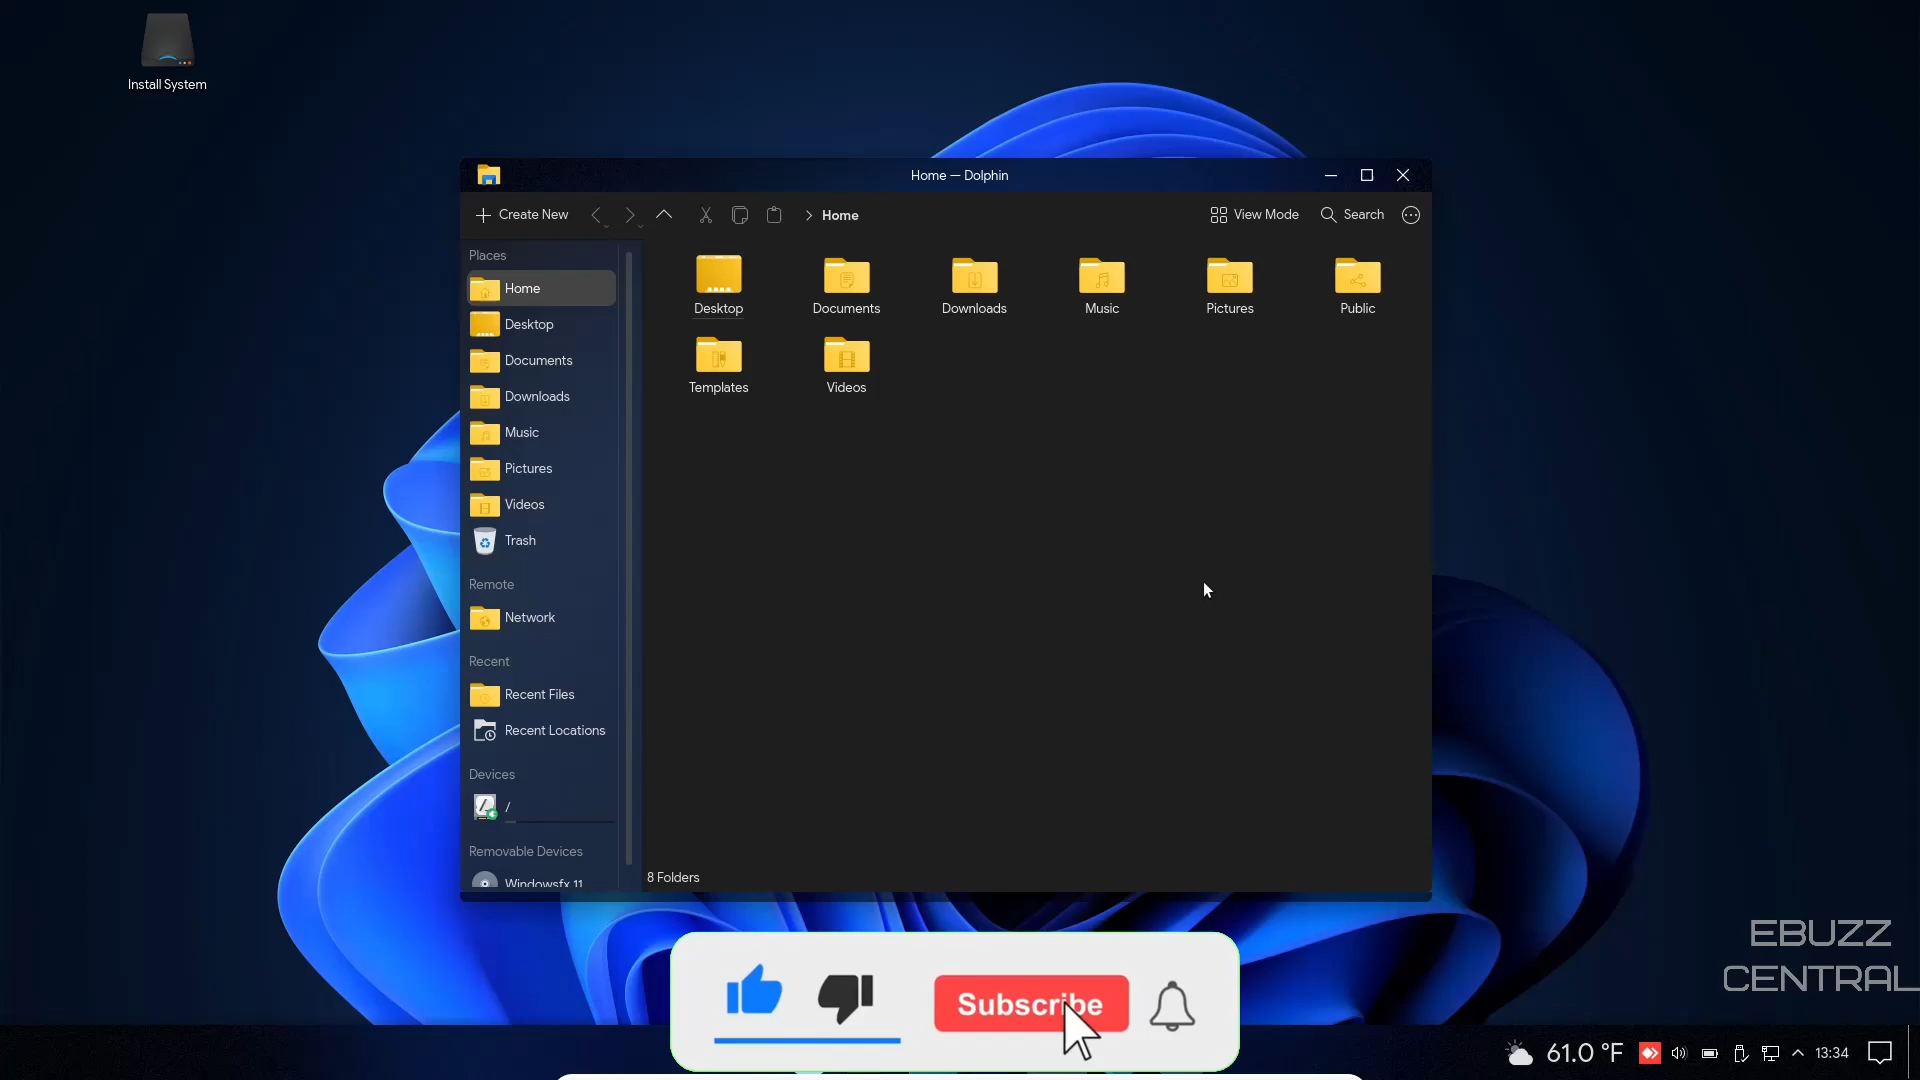 Install System
Home — Dolphin
Create New
Home
View Mode
Search
Places
Home
Desktop
Documents
Downloads
Music
Pictures
Videos
Trash
Remote
Network
Recent
Recent Files
Recent Locations
Devices
/
Removable Devices
Windowsfx 11
Desktop
Documents
Downloads
Music
Pictures
Public
Templates
Videos
8 Folders
Subscribe
EBUZZ
CENTRAL
61.0 °F
13:34